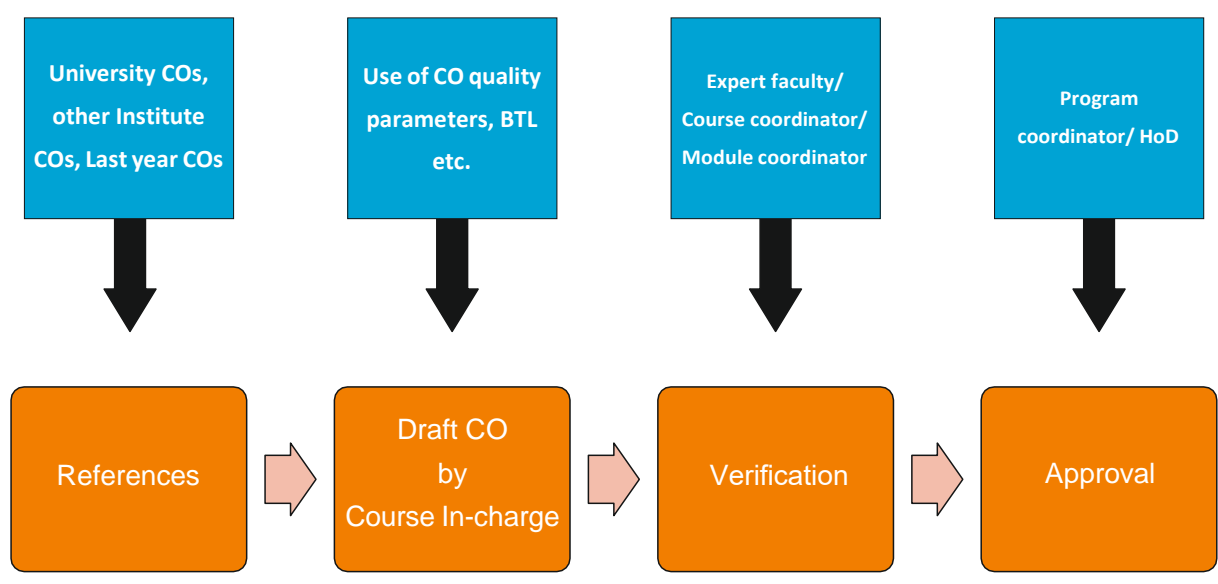 University COs,
other Institute
COs, Last year COs
Use of CO quality
parameters, BTL
etc.
Expert faculty/
Course coordinator/
Module coordinator
Program
coordinator/ HoD
References
Draft CO
by
Course In-charge
Verification
Approval